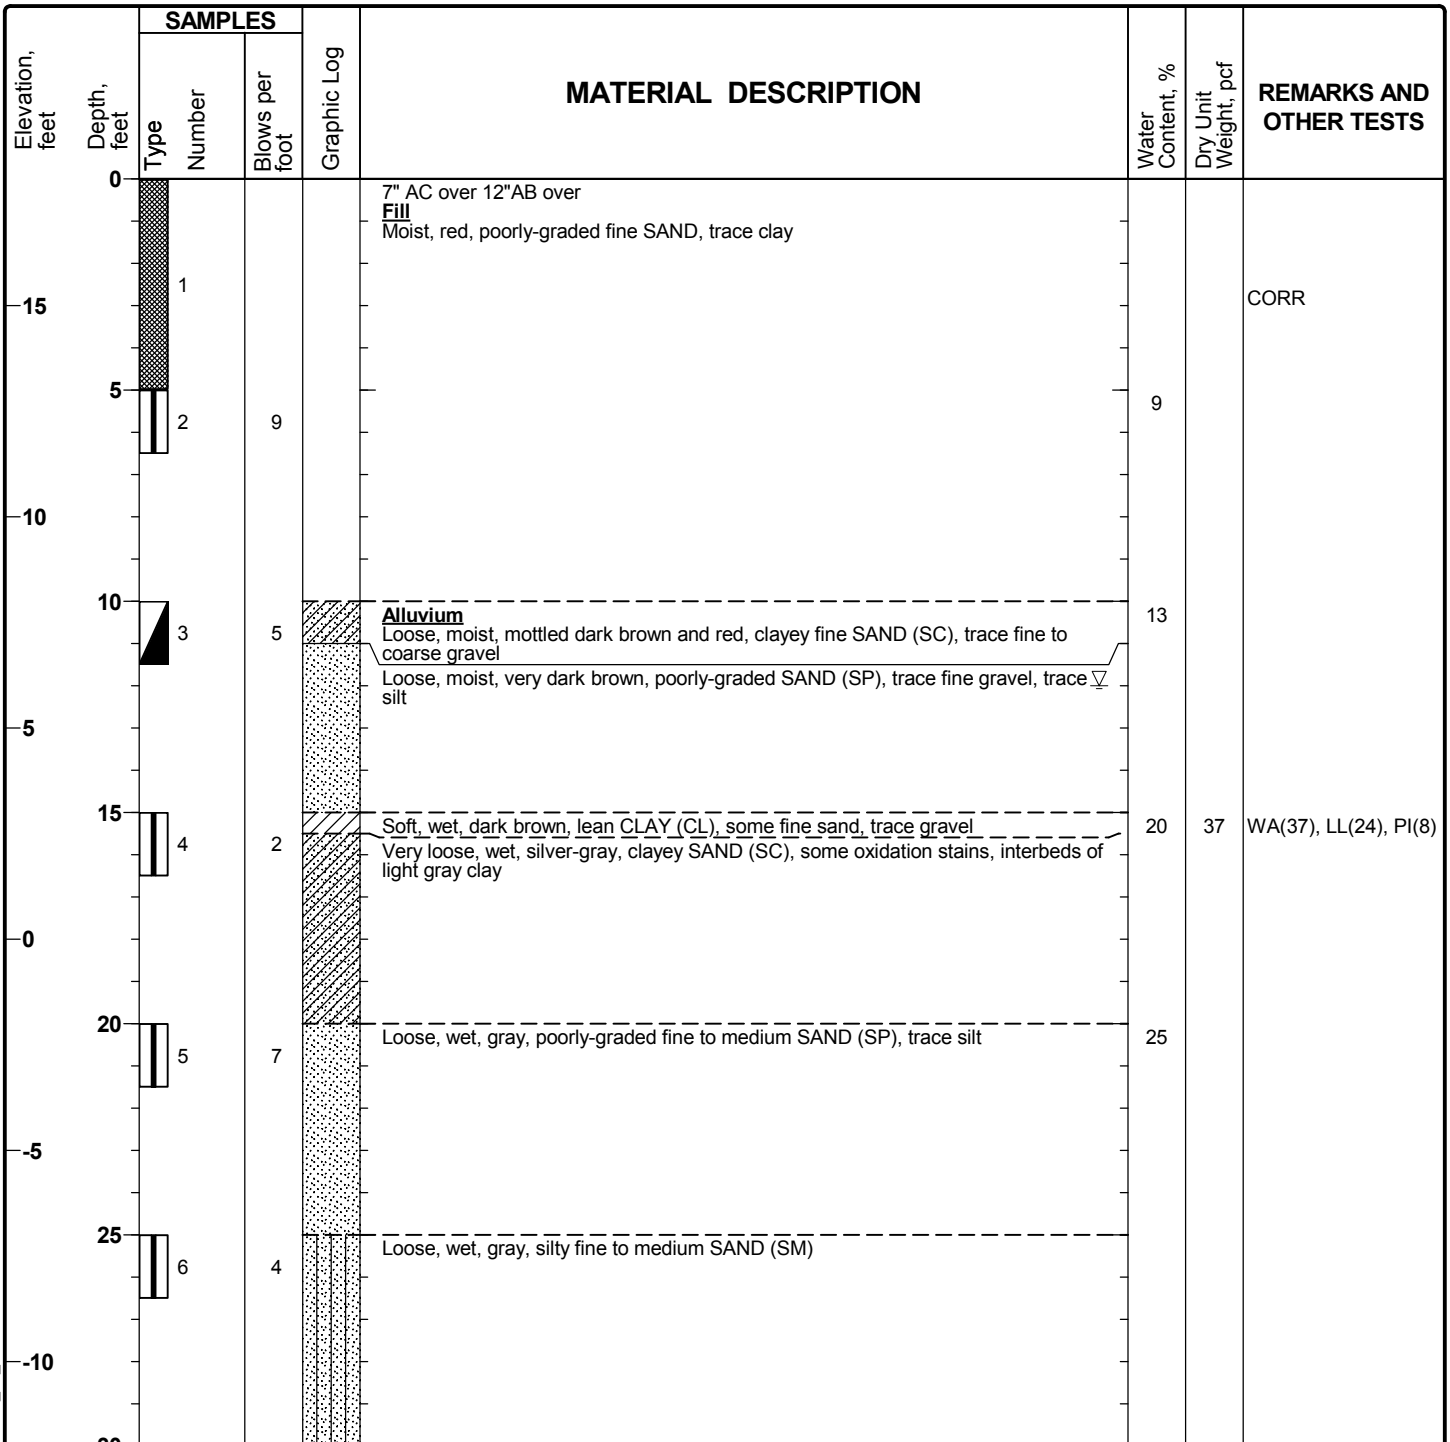 SAMPLES
Elevation,
feet
Depth,
feet
Type
Number
Blows per
foot
Graphic Log
MATERIAL DESCRIPTION
Water
Content, %
Dry Unit
Weight, pcf
REMARKS AND
OTHER TESTS
0
7" AC over 12"AB over
Fill
Moist, red, poorly-graded fine SAND, trace clay
1
15
CORR
5
9
2
9
10
10
Alluvium
13
3
5
Loose, moist, mottled dark brown and red, clayey fine SAND (SC), trace fine to
coarse gravel
Loose, moist, very dark brown, poorly-graded SAND (SP), trace fine gravel, trace
silt
5
15
Soft, wet, dark brown, lean CLAY (CL), some fine sand, trace gravel
20
37
WA(37), LL(24), PI(8)
4
2
Very loose, wet, silver-gray, clayey SAND (SC), some oxidation stains, interbeds of
light gray clay
0
20
Loose, wet, gray, poorly-graded fine to medium SAND (SP), trace silt
25
5
7
-5
25
Loose, wet, gray, silty fine to medium SAND (SM)
6
4
-10